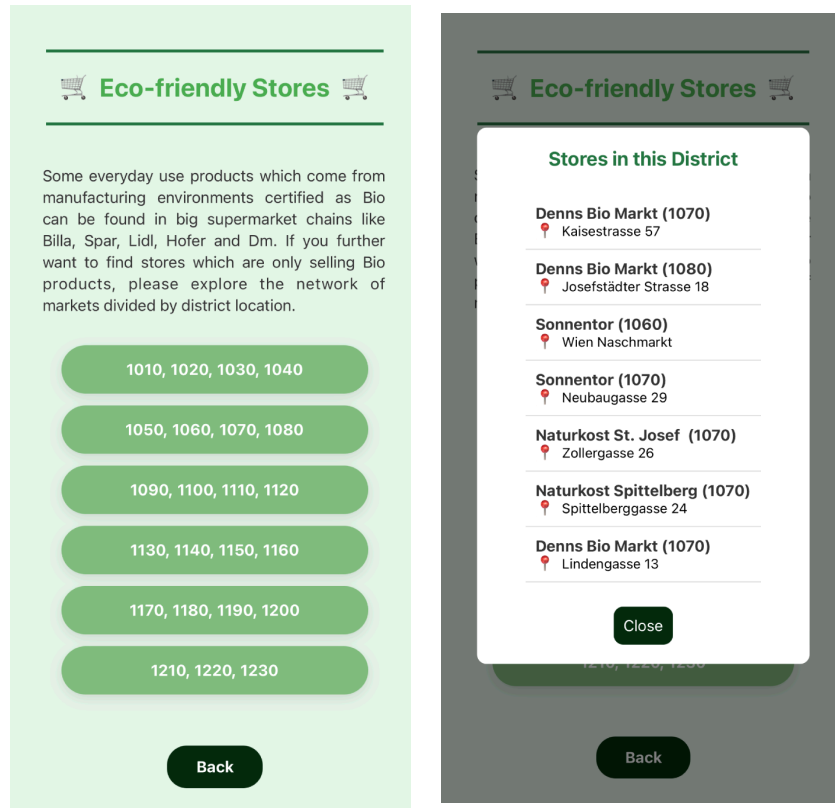 Eco-friendly Stores
Some everyday use products which come from
manufacturing environments certified as Bio
can be found in big supermarket chains like
Billa, Spar, Lidl, Hofer and Dm. If you further
want to find stores which are only selling Bio
products, please explore the network of
markets divided by district location.
1010, 1020, 1030, 1040
1050, 1060, 1070, 1080
1090, 1100, 1110, 1120
1130, 1140, 1150, 1160
1170, 1180, 1190, 1200
1210, 1220, 1230
Back
Eco-friendly Stores
Stores in this District
Denns Bio Markt (1070)
Kaisestrasse 57
Denns Bio Markt (1080)
Josefstädter Strasse 18
Sonnentor (1060)
Wien Naschmarkt
Sonnentor (1070)
Neubaugasse 29
Naturkost St. Josef (1070)
Zollergasse 26
Naturkost Spittelberg (1070)
Spittelberggasse 24
Denns Bio Markt (1070)
Lindengasse 13
Close
1210, 1220, 1230
Back